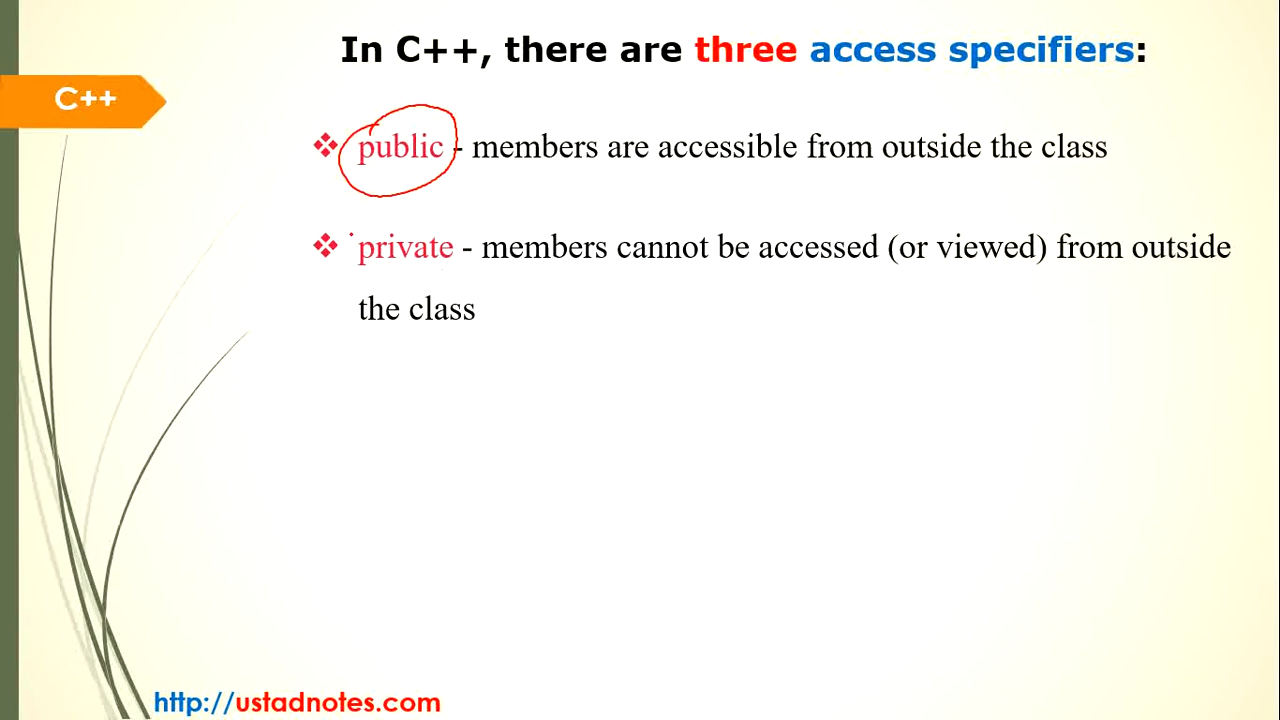 In C++, there are three access specifiers:
C++
❖ public - members are accessible from outside the class
❖ private - members cannot be accessed (or viewed) from outside
the class
http://ustadnotes.com